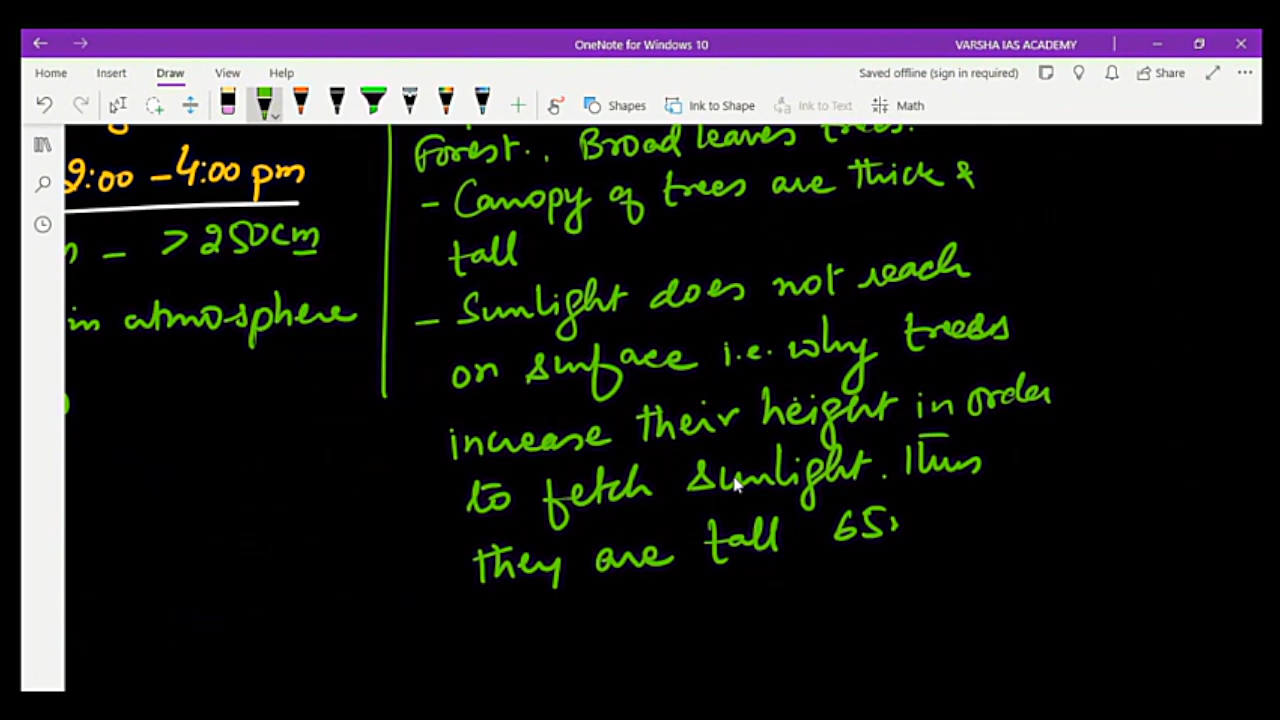 OneNote for Windows 10
VARSHA IAS ACADEMY
Home Insert Draw View Help
Saved offline (sign in required)
Share
Shapes
Ink to Shape
Ink to Text
Math
2:00 - 4:00 pm
- > 250cm
in atmosphere
Forest.. Broad leaves trees.
- Canopy of trees are thick &
tall
- Sunlight does not reach
on surface i.e. why trees
increase their height in order
to fetch sunlight. Thus
they are tall 65